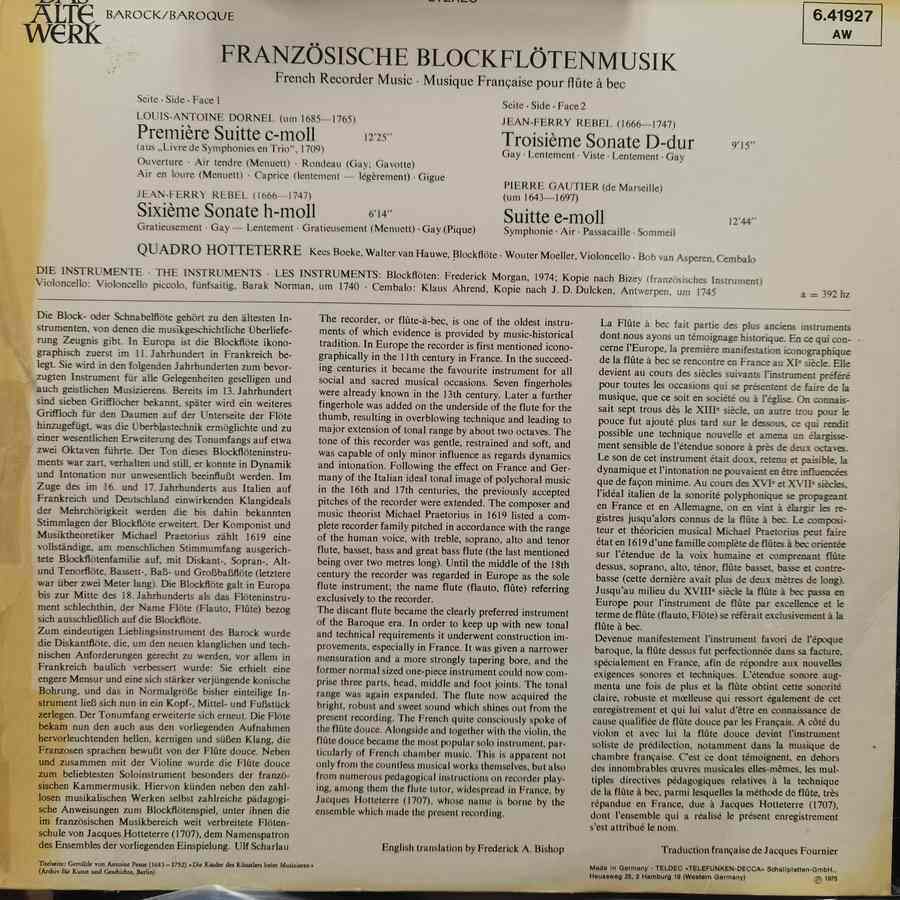 DAS
ALTE
WERK
BAROCK/BAROQUE
STEREO
6.41927
AW
FRANZÖSISCHE BLOCKFLÖTENMUSIK
French Recorder Music · Musique Française pour flûte à bec
Seite · Side · Face 1
LOUIS-ANTOINE DORNEL (um 1685—1765)
Première Suitte c-moll 12'25"
(aus „Livre de Symphonies en Trio", 1709)
Ouverture · Air tendre (Menuett) · Rondeau (Gay; Gavotte)
Air en loure (Menuett) · Caprice (lentement — légèrement) · Gigue
JEAN-FERRY REBEL (1666—1747)
Sixième Sonate h-moll 6'14"
Gratieusement · Gay — Lentement · Gratieusement (Menuett) · Gay (Pique)
Seite · Side · Face 2
JEAN-FERRY REBEL (1666—1747)
Troisième Sonate D-dur 9'15"
Gay · Lentement · Viste · Lentement · Gay
PIERRE GAUTIER (de Marseille)
(um 1643—1697)
Suitte e-moll 12'44"
Symphonie · Air · Passacaille · Sommeil
QUADRO HOTTETERRE Kees Boeke, Walter van Hauwe, Blockflöte · Wouter Moeller, Violoncello · Bob van Asperen, Cembalo
DIE INSTRUMENTE · THE INSTRUMENTS · LES INSTRUMENTS: Blockflöten: Frederick Morgan, 1974; Kopie nach Bizey (französisches Instrument)
Violoncello: Violoncello piccolo, fünfsaitig, Barak Norman, um 1740 · Cembalo: Klaus Ahrend, Kopie nach J. D. Dulcken, Antwerpen, um 1745 a = 392 hz
Die Block- oder Schnabelflöte gehört zu den ältesten In-
strumenten, von denen die musikgeschichtliche Überliefe-
rung Zeugnis gibt. In Europa ist die Blockflöte ikono-
graphisch zuerst im 11. Jahrhundert in Frankreich be-
legt. Sie wird in den folgenden Jahrhunderten zum bevor-
zugten Instrument für alle Gelegenheiten geselligen und
auch geistlichen Musizierens. Bereits im 13. Jahrhundert
sind sieben Grifflöcher bekannt, später wird ein weiteres
Griffloch für den Daumen auf der Unterseite der Flöte
hinzugefügt, was die Überblastechnik ermöglichte und zu
einer wesentlichen Erweiterung des Tonumfangs auf etwa
zwei Oktaven führte. Der Ton dieses Blockflöteninstru-
ments war zart, verhalten und still, er konnte in Dynamik
und Intonation nur unwesentlich beeinflußt werden. Im
Zuge des im 16. und 17. Jahrhunderts aus Italien auf
Frankreich und Deutschland einwirkenden Klangideals
der Mehrchörigkeit werden die bis dahin bekannten
Stimmlagen der Blockflöte erweitert. Der Komponist und
Musiktheoretiker Michael Praetorius zählt 1619 eine
vollständige, am menschlichen Stimmumfang ausgerich-
tete Blockflötenfamilie auf, mit Diskant-, Sopran-, Alt-
und Tenorflöte, Bassett-, Baß- und Großbaßflöte (letztere
war über zwei Meter lang). Die Blockflöte galt in Europa
bis zur Mitte des 18. Jahrhunderts als das Flöteninstru-
ment schlechthin, der Name Flöte (Flauto, Flûte) bezog
sich ausschließlich auf die Blockflöte.
Zum eindeutigen Lieblingsinstrument des Barock wurde
die Diskantflöte, die, um den neuen klanglichen und tech-
nischen Anforderungen gerecht zu werden, vor allem in
Frankreich baulich verbessert wurde: Sie erhielt eine
engere Mensur und eine sich stärker verjüngende konische
Bohrung, und das in Normalgröße bisher einteilige In-
strument ließ sich nun in ein Kopf-, Mittel- und Fußstück
zerlegen. Der Tonumfang erweiterte sich erneut. Die Flöte
bekam nun den auch aus den vorliegenden Aufnahmen
hervorleuchtenden hellen, kernigen und süßen Klang, die
Franzosen sprachen bewußt von der Flûte douce. Neben
und zusammen mit der Violine wurde die Flûte douce
zum beliebtesten Soloinstrument besonders der franzö-
sischen Kammermusik. Hiervon künden neben den zahl-
losen musikalischen Werken selbst zahlreiche pädagogi-
sche Anweisungen zum Blockflötenspiel, unter ihnen die
im französischen Musikbereich weit verbreitete Flöten-
schule von Jacques Hotteterre (1707), dem Namenspatron
des Ensembles der vorliegenden Einspielung. Ulf Scharlau
Titelseite: Gemälde von Antoine Pesne (1683–1752) »Die Kinder des Künstlers beim Musizieren«
(Archiv für Kunst und Geschichte, Berlin)
The recorder, or flûte-à-bec, is one of the oldest instru-
ments of which evidence is provided by music-historical
tradition. In Europe the recorder is first mentioned icono-
graphically in the 11th century in France. In the succeed-
ing centuries it became the favourite instrument for all
social and sacred musical occasions. Seven fingerholes
were already known in the 13th century. Later a further
fingerhole was added on the underside of the flute for the
thumb, resulting in overblowing technique and leading to
major extension of tonal range by about two octaves. The
tone of this recorder was gentle, restrained and soft, and
was capable of only minor influence as regards dynamics
and intonation. Following the effect on France and Ger-
many of the Italian ideal tonal image of polychoral music
in the 16th and 17th centuries, the previously accepted
pitches of the recorder were extended. The composer and
music theorist Michael Praetorius in 1619 listed a com-
plete recorder family pitched in accordance with the range
of the human voice, with treble, soprano, alto and tenor
flute, basset, bass and great bass flute (the last mentioned
being over two metres long). Until the middle of the 18th
century the recorder was regarded in Europe as the sole
flute instrument; the name flute (flauto, flûte) referring
exclusively to the recorder.
The discant flute became the clearly preferred instrument
of the Baroque era. In order to keep up with new tonal
and technical requirements it underwent construction im-
provements, especially in France. It was given a narrower
mensuration and a more strongly tapering bore, and the
former normal sized one-piece instrument could now com-
prise three parts, head, middle and foot joints. The tonal
range was again expanded. The flute now acquired the
bright, robust and sweet sound which shines out from the
present recording. The French quite consciously spoke of
the flûte douce. Alongside and together with the violin, the
flûte douce became the most popular solo instrument, par-
ticularly of French chamber music. This is apparent not
only from the countless musical works themselves, but also
from numerous pedagogical instructions on recorder play-
ing, among them the flute tutor, widespread in France, by
Jacques Hotteterre (1707), whose name is borne by the
ensemble which made the present recording.
English translation by Frederick A. Bishop
La Flûte à bec fait partie des plus anciens instruments
dont nous ayons un témoignage historique. En ce qui con-
cerne l'Europe, la première manifestation iconographique
de la flûte à bec se rencontre en France au XIe siècle. Elle
devient au cours des siècles suivants l'instrument préféré
pour toutes les occasions qui se présentent de faire de la
musique, que ce soit en société ou à l'église. On connais-
sait sept trous dès le XIIIe siècle, un autre trou pour le
pouce fut ajouté plus tard sur le dessous, ce qui rendit
possible une technique nouvelle et amena un élargisse-
ment sensible de l'étendue sonore à près de deux octaves.
Le son de cet instrument était doux, retenu et paisible, la
dynamique et l'intonation ne pouvaient en être influencées
que de façon minime. Au cours des XVIe et XVIIe siècles,
l'idéal italien de la sonorité polyphonique se propageant
en France et en Allemagne, on en vint à élargir les re-
gistres jusqu'alors connus de la flûte à bec. Le composi-
teur et théoricien musical Michael Praetorius peut faire
état en 1619 d'une famille complète de flûtes à bec orientée
sur l'étendue de la voix humaine et comprenant flûte
dessus, soprano, alto, ténor, flûte basset, basse et contre-
basse (cette dernière avait plus de deux mètres de long).
Jusqu'au milieu du XVIIIe siècle la flûte à bec passa en
Europe pour l'instrument de flûte par excellence et le
terme de flûte (flauto, Flöte) se référait exclusivement à la
flûte à bec.
Devenue manifestement l'instrument favori de l'époque
baroque, la flûte dessus fut perfectionnée dans sa facture,
spécialement en France, afin de répondre aux nouvelles
exigences sonores et techniques. L'étendue sonore aug-
menta une fois de plus et la flûte obtint cette sonorité
claire, robuste et mœlleuse qui ressort également de cet
enregistrement et qui lui valut d'être en connaissance de
cause qualifiée de flûte douce par les Français. A côté du
violon et avec lui la flûte douce devint l'instrument
soliste de prédilection, notamment dans la musique de
chambre française. C'est ce dont témoignent, en dehors
des innombrables œuvres musicales elles-mêmes, les mul-
tiples directives pédagogiques relatives à la technique
de la flûte à bec, parmi lesquelles la méthode de flûte, très
répandue en France, due à Jacques Hotteterre (1707),
dont l'ensemble qui a réalisé le présent enregistrement
s'est attribué le nom.
Traduction française de Jacques Fournier
Made in Germany · TELDEC »TELEFUNKEN-DECCA« Schallplatten-GmbH.,
Heussweg 25, 2 Hamburg 19 (Western Germany) ℗ 1975